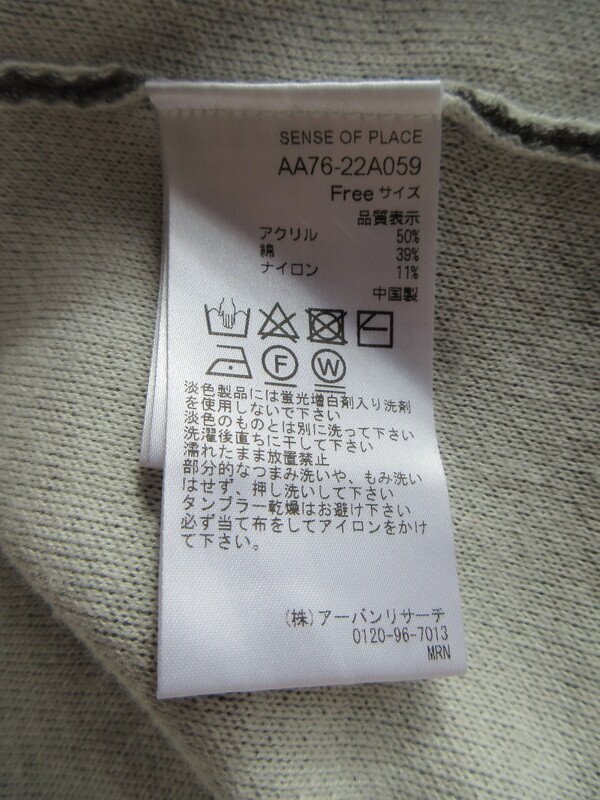 SENSE OF PLACE
AA76-22A059
Free サイズ
品質表示
アクリル 50%
綿 39%
ナイロン 11%
中国製
F W
淡色製品には蛍光増白剤入り洗剤
を使用しないで下さい
淡色のものとは別に洗って下さい
洗濯後直ちに干して下さい
濡れたまま放置禁止
部分的なつまみ洗いや、もみ洗い
はせず、押し洗いして下さい
タンブラー乾燥はお避け下さい
必ず当て布をしてアイロンをかけ
て下さい。
(株)アーバンリサーチ
0120-96-7013
MRN